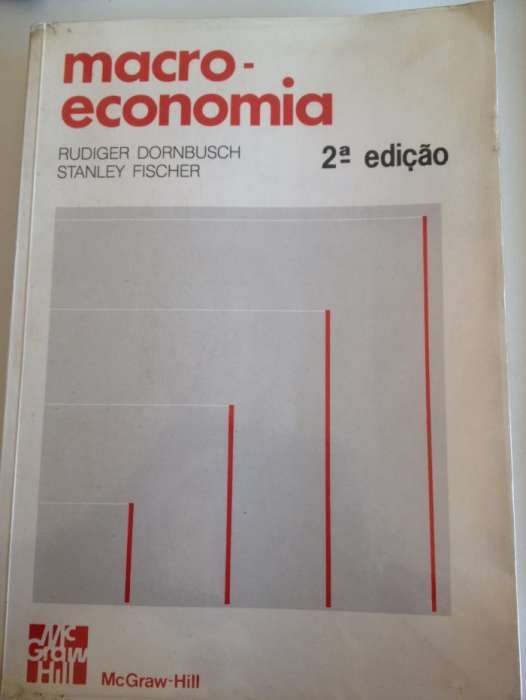 macro-
economia
RUDIGER DORNBUSCH
STANLEY FISCHER
2ª edição
Mc
Graw
Hill
McGraw-Hill